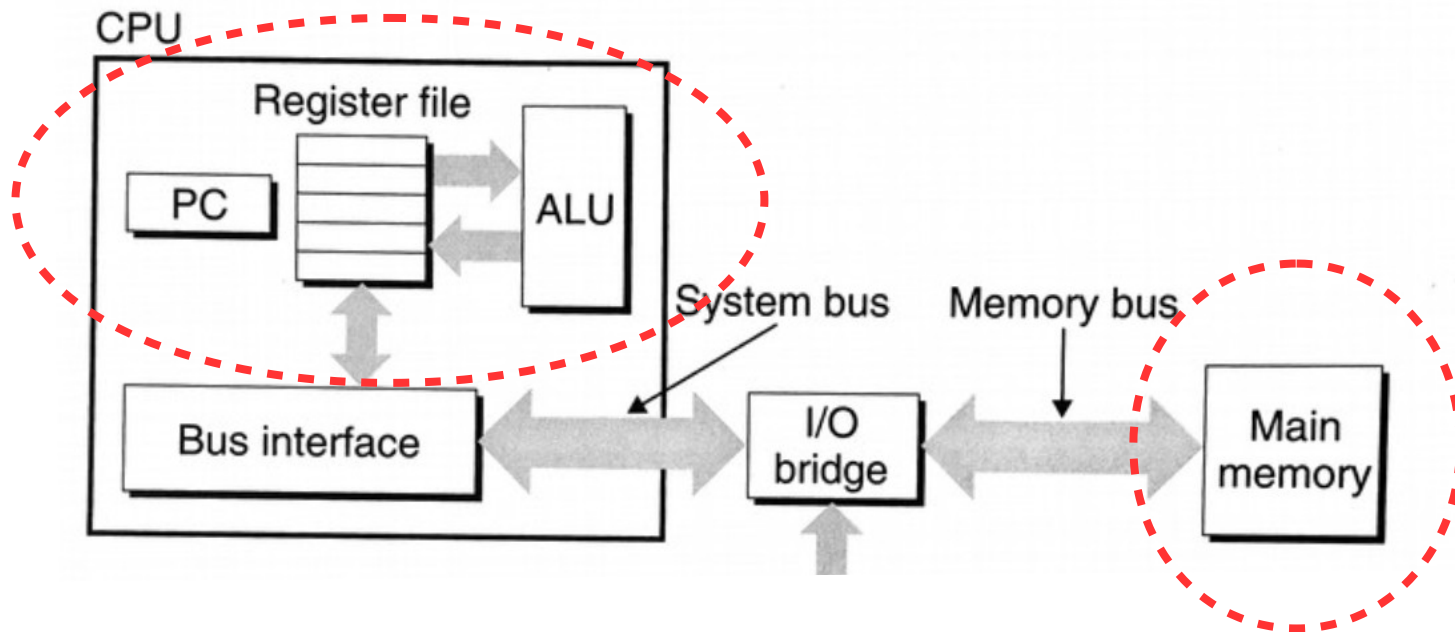 CPU
Register file
PC
ALU
System bus
Memory bus
Bus interface
I/O
bridge
Main
memory